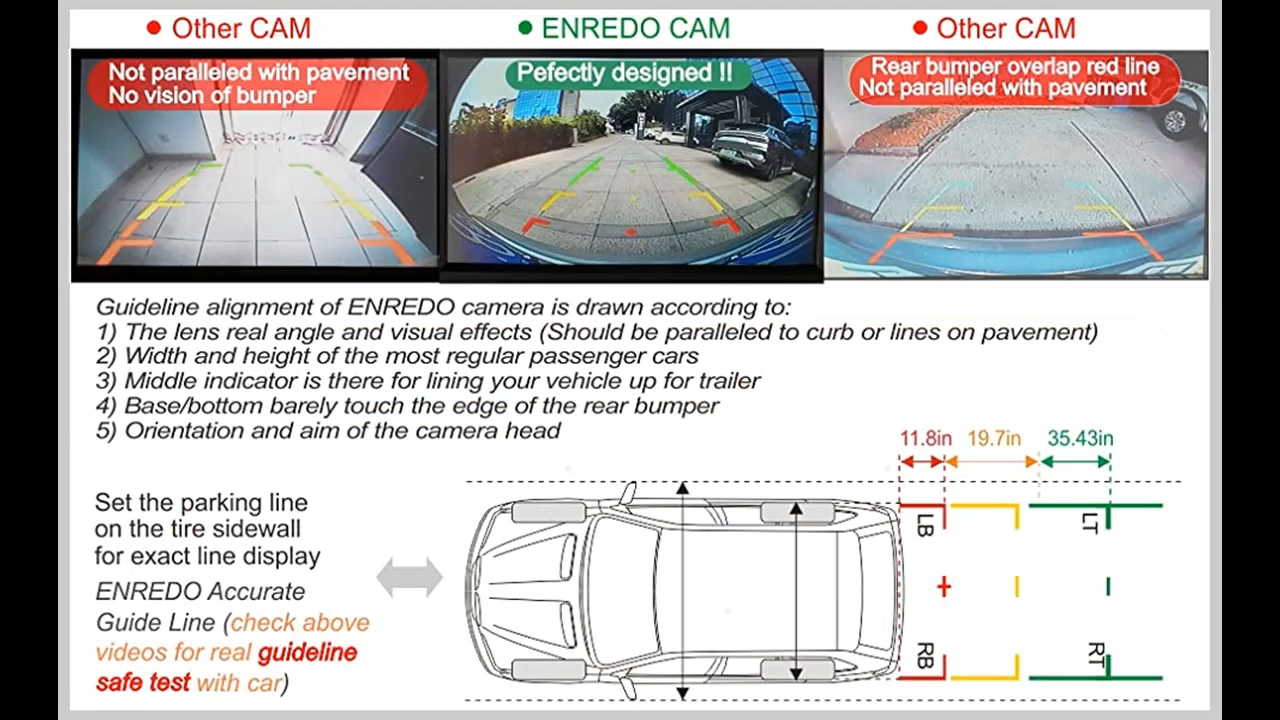 Other CAM
ENREDO CAM
Other CAM
Not paralleled with pavement
No vision of bumper
Pefectly designed !!
Rear bumper overlap red line
Not paralleled with pavement
Guideline alignment of ENREDO camera is drawn according to:
1) The lens real angle and visual effects (Should be paralleled to curb or lines on pavement)
2) Width and height of the most regular passenger cars
3) Middle indicator is there for lining your vehicle up for trailer
4) Base/bottom barely touch the edge of the rear bumper
5) Orientation and aim of the camera head
11.8in 19.7in 35.43in
Set the parking line
on the tire sidewall
for exact line display
ENREDO Accurate
Guide Line (check above
videos for real guideline
safe test with car)
LB
LT
RB
RT